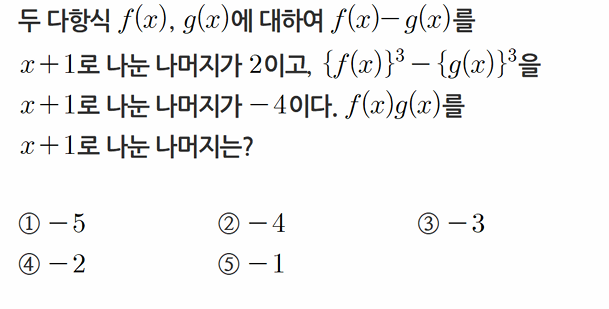 두 다항식 f(x), g(x)에 대하여 f(x)-g(x)를
x+1로 나눈 나머지가 2이고, {f(x)}³-{g(x)}³을
x+1로 나눈 나머지가 -4이다. f(x)g(x)를
x+1로 나눈 나머지는?
① -5 ② -4 ③ -3
④ -2 ⑤ -1